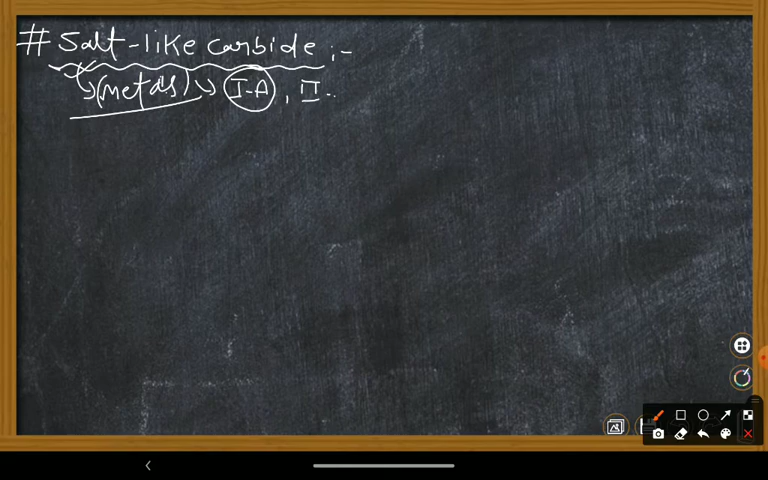 # Salt-like carbide :-
(metals) I-A, II-